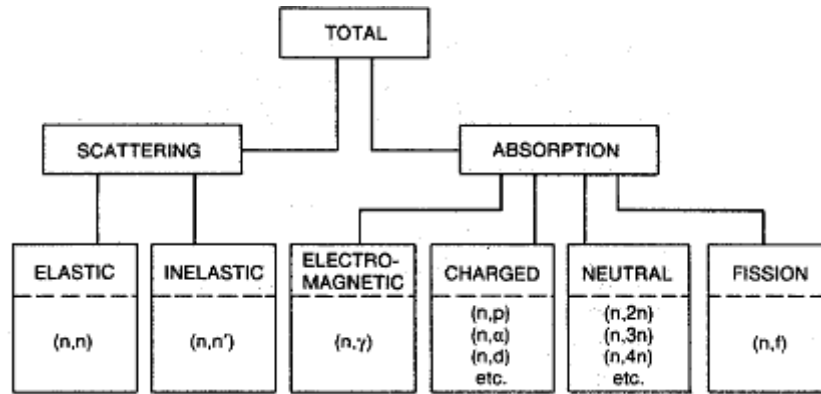 TOTAL
SCATTERING
ABSORPTION
ELASTIC
(n,n)
INELASTIC
(n,n')
ELECTRO-
MAGNETIC
(n,γ)
CHARGED
(n,p)
(n,α)
(n,d)
etc.
NEUTRAL
(n,2n)
(n,3n)
(n,4n)
etc.
FISSION
(n,f)